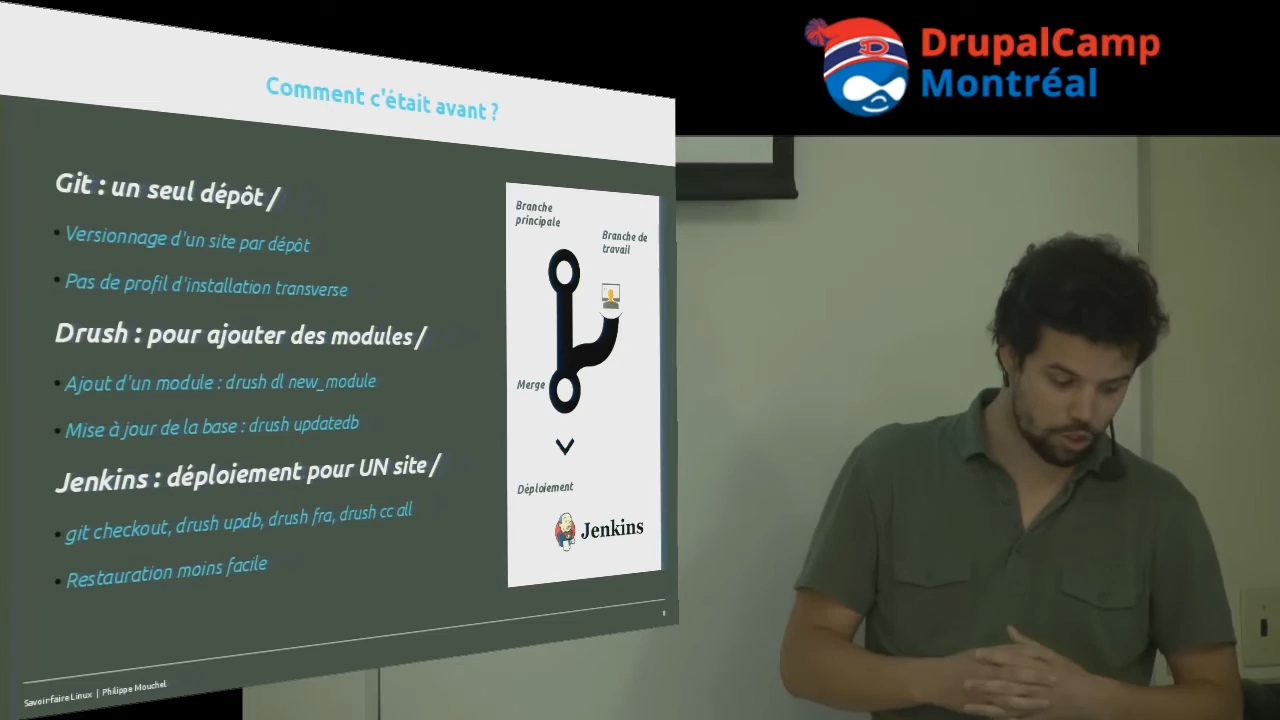 DrupalCamp
Montréal
Comment c'était avant ?
Git : un seul dépôt /
• Versionnage d'un site par dépôt
• Pas de profil d'installation transverse
Drush : pour ajouter des modules /
• Ajout d'un module : drush dl new_module
• Mise à jour de la base : drush updatedb
Jenkins : déploiement pour UN site /
• git checkout, drush updb, drush fra, drush cc all
• Restauration moins facile
Branche
principale
Branche de
travail
Merge
Déploiement
Jenkins
Savoir-faire Linux | Philippe Mouchel